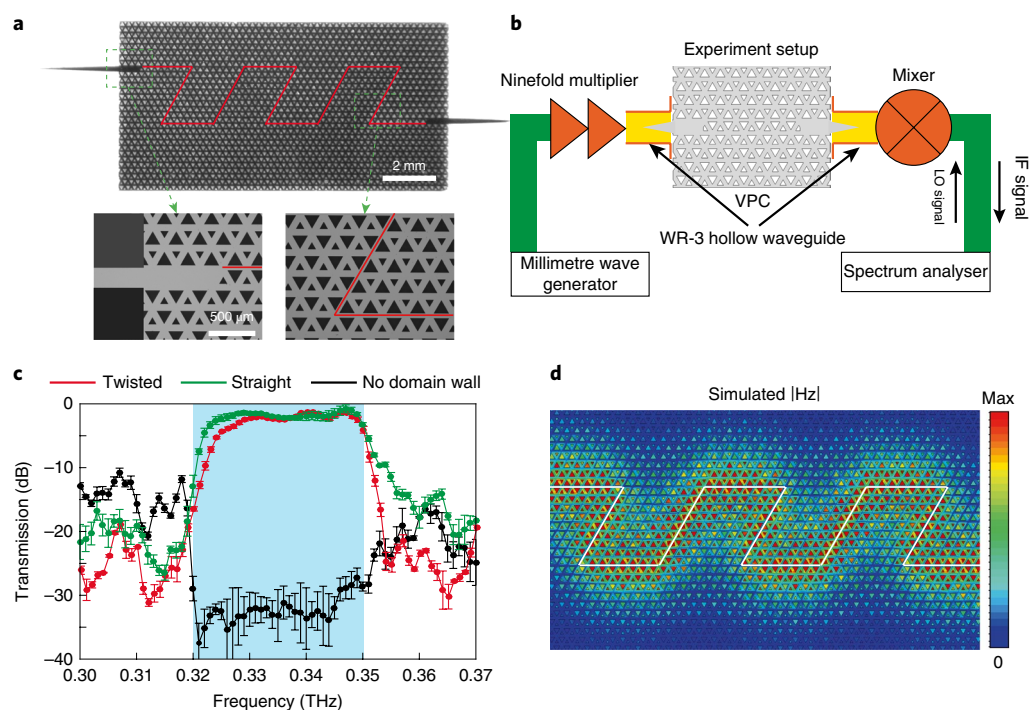 a
2 mm
500 μm
b
Experiment setup
Ninefold multiplier
Mixer
VPC
WR-3 hollow waveguide
LO signal
IF signal
Millimetre wave
generator
Spectrum analyser
c
Twisted
Straight
No domain wall
0
–10
–20
–30
–40
Transmission (dB)
0.30
0.31
0.32
0.33
0.34
0.35
0.36
0.37
Frequency (THz)
d
Simulated |Hz|
Max
0